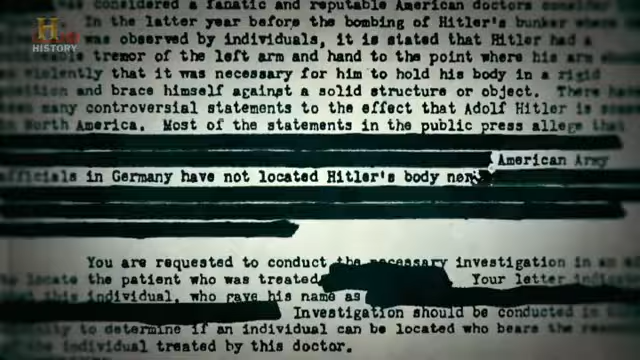 considered a fanatic and reputable American doctors
HISTORY
In the latter year before the bombing of Hitler's bunker where
was observed by individuals, it is stated that Hitler had
tremor of the left arm and hand to the point where his arm
violently that it was necessary for him to hold his body in a rigid
and brace himself against a solid structure or object. There
many controversial statements to the effect that Adolf Hitler is
North America. Most of the statements in the public press allege that
American Army
officials in Germany have not located Hitler's body
You are requested to conduct the necessary investigation in an
locate the patient who was treated Your letter
this individual, who gave his name as
Investigation should be conducted in
to determine if an individual can be located who bears the
the individual treated by this doctor.